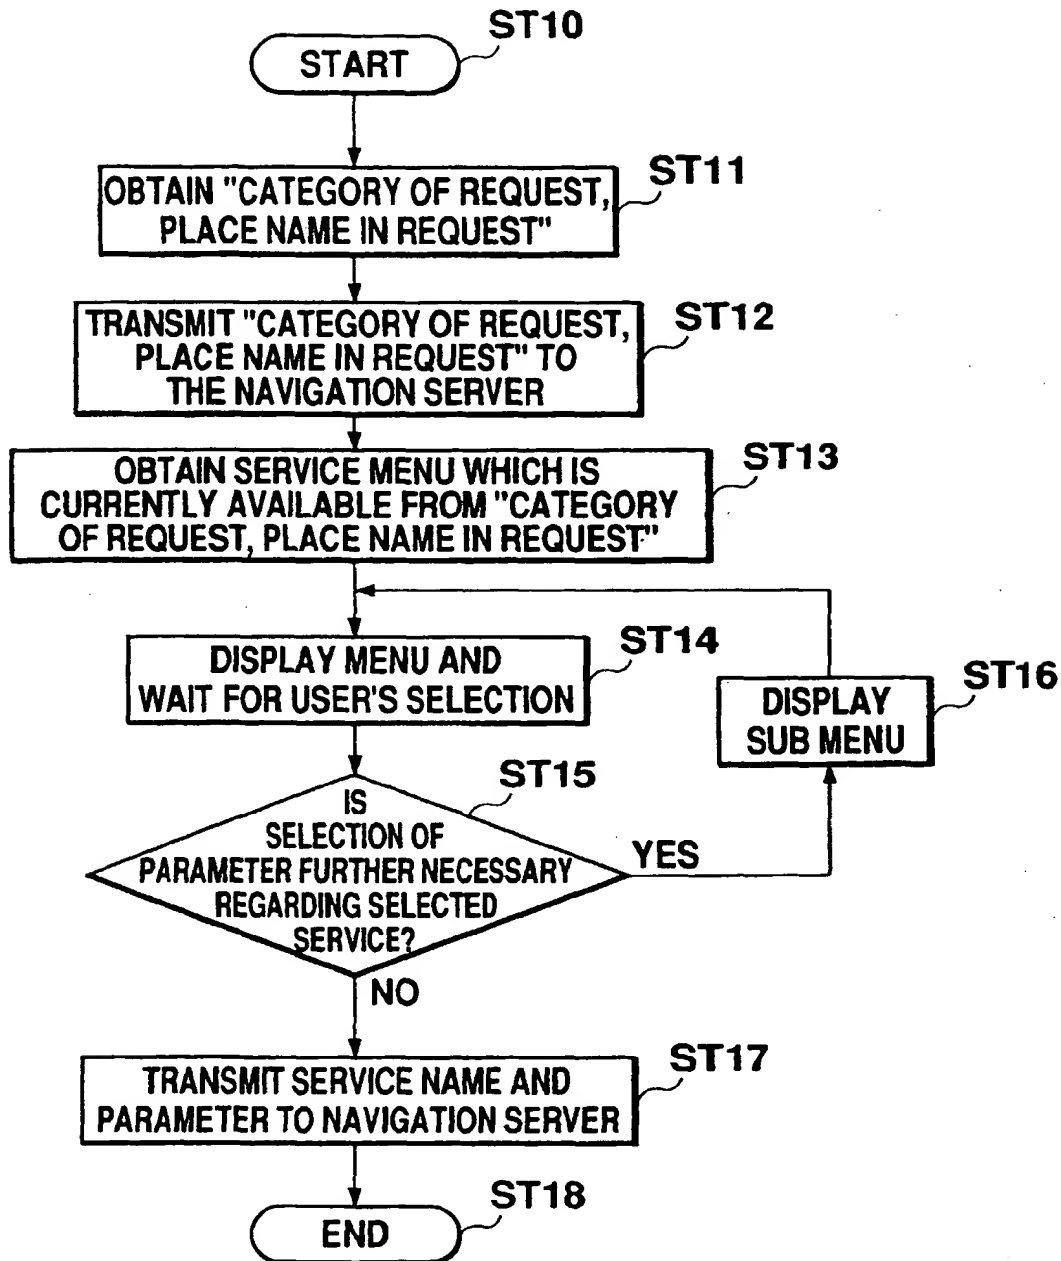 ST10
START
ST11
OBTAIN "CATEGORY OF REQUEST,
PLACE NAME IN REQUEST"
ST12
TRANSMIT "CATEGORY OF REQUEST,
PLACE NAME IN REQUEST" TO
THE NAVIGATION SERVER
ST13
OBTAIN SERVICE MENU WHICH IS
CURRENTLY AVAILABLE FROM "CATEGORY
OF REQUEST, PLACE NAME IN REQUEST"
ST14
DISPLAY MENU AND
WAIT FOR USER'S SELECTION
ST16
DISPLAY
SUB MENU
ST15
IS
SELECTION OF
PARAMETER FURTHER NECESSARY
REGARDING SELECTED
SERVICE?
YES
NO
ST17
TRANSMIT SERVICE NAME AND
PARAMETER TO NAVIGATION SERVER
ST18
END